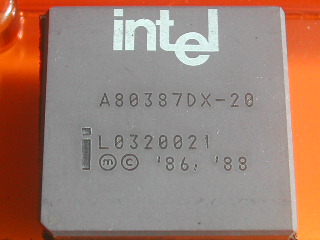 intel
A80387DX-20
L0320021
ⓜ ⓒ '86, '88